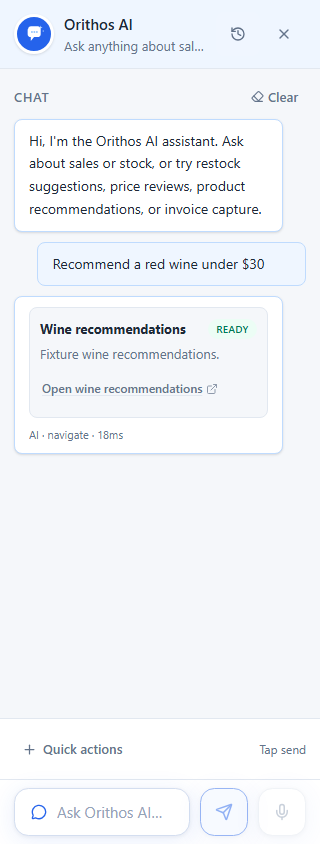 Orithos AI
Ask anything about sal...
CHAT
Clear
Hi, I'm the Orithos AI assistant. Ask
about sales or stock, or try restock
suggestions, price reviews, product
recommendations, or invoice capture.
Recommend a red wine under $30
Wine recommendations
READY
Fixture wine recommendations.
Open wine recommendations
AI · navigate · 18ms
Quick actions
Tap send
Ask Orithos AI...